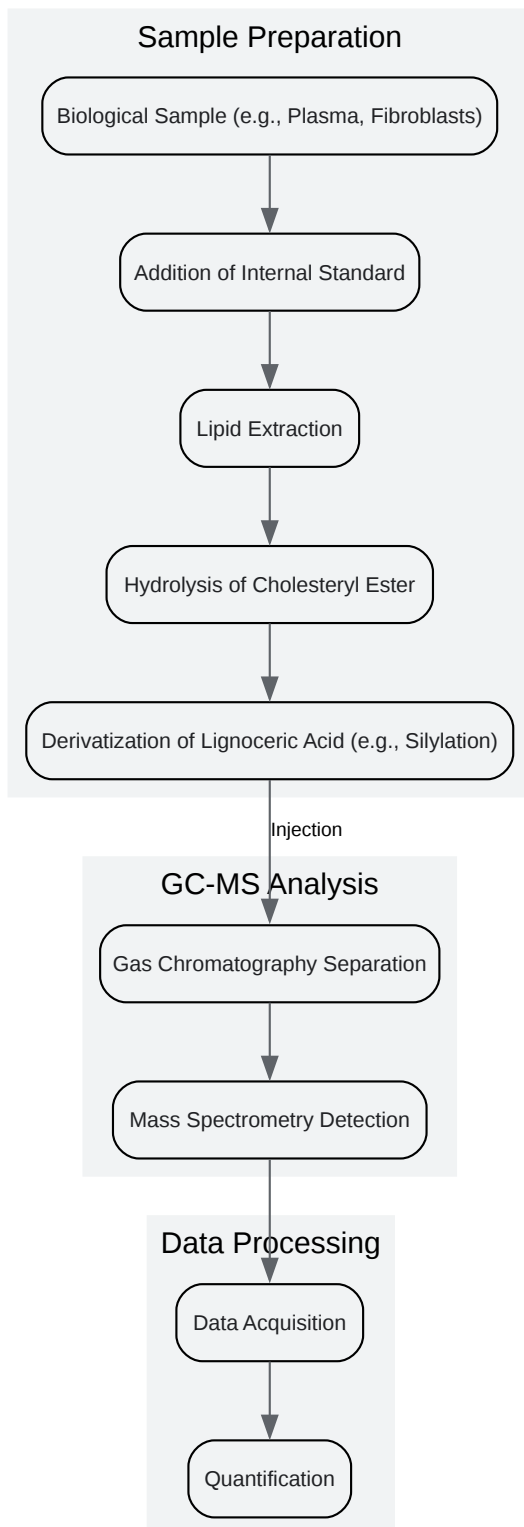 Sample Preparation
Biological Sample (e.g., Plasma, Fibroblasts)
Addition of Internal Standard
Lipid Extraction
Hydrolysis of Cholesteryl Ester
Derivatization of Lignoceric Acid (e.g., Silylation)
Injection
GC-MS Analysis
Gas Chromatography Separation
Mass Spectrometry Detection
Data Processing
Data Acquisition
Quantification